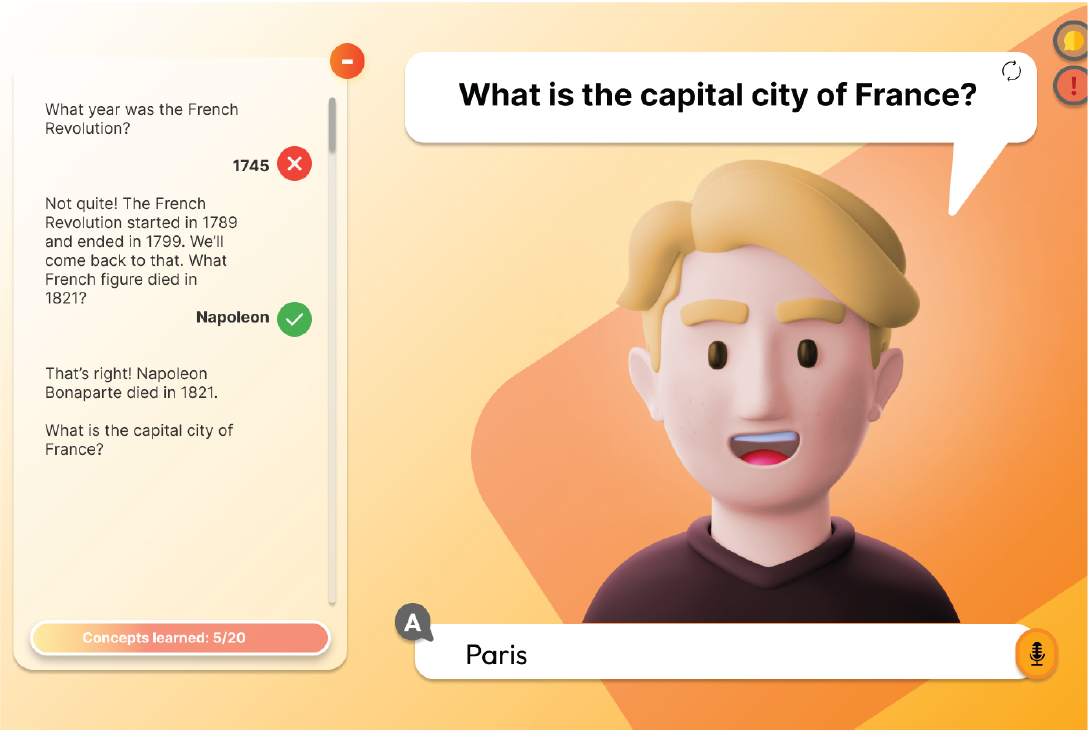 What year was the French
Revolution?
1745
Not quite! The French
Revolution started in 1789
and ended in 1799. We’ll
come back to that. What
French figure died in
1821?
Napoleon
That’s right! Napoleon
Bonaparte died in 1821.
What is the capital city of
France?
Concepts learned: 5/20
What is the capital city of France?
!
A
Paris